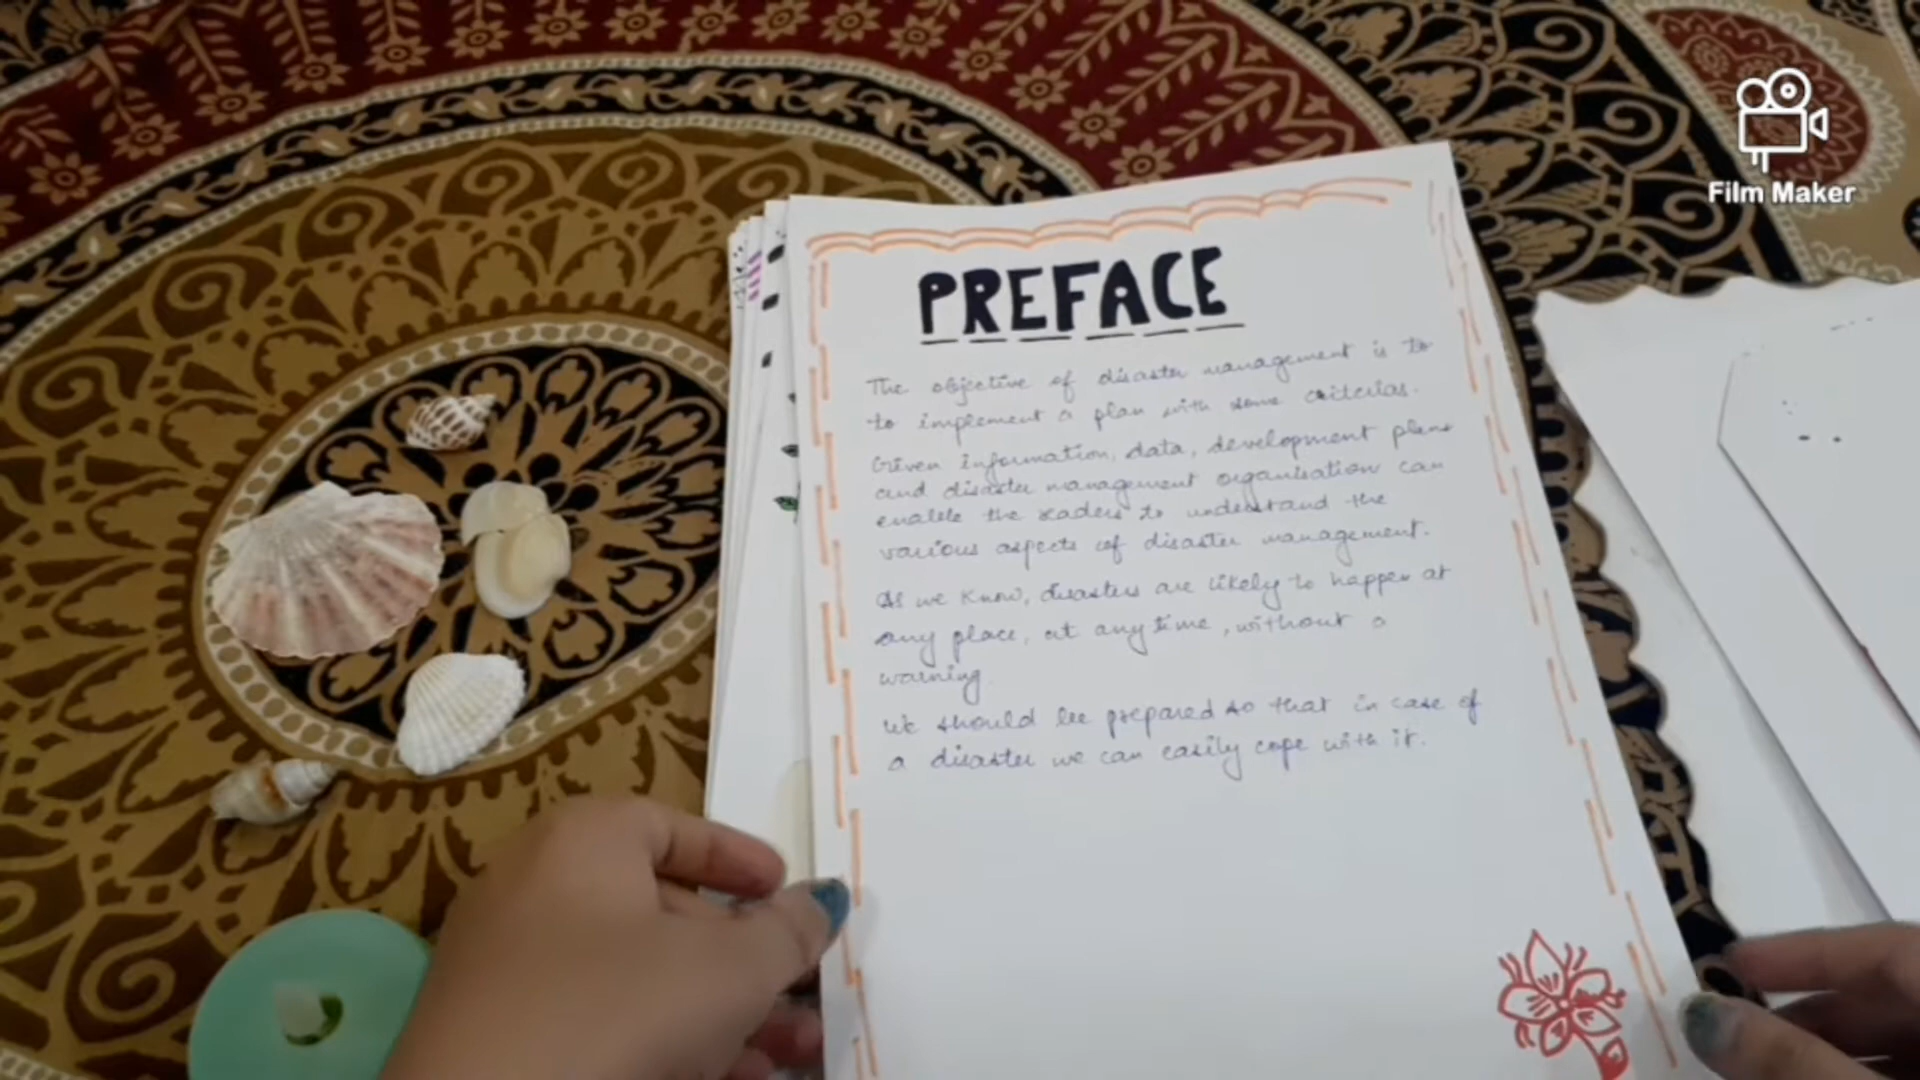 Film Maker
PREFACE
The objective of disaster management is to
to implement a plan with some criterias.
Given information, data, development plans
and disaster management organisation can
enable the readers to understand the
various aspects of disaster management.
As we know, disasters are likely to happen at
any place, at any time, without a
warning
We should be prepared so that in case of
a disaster we can easily cope with it.